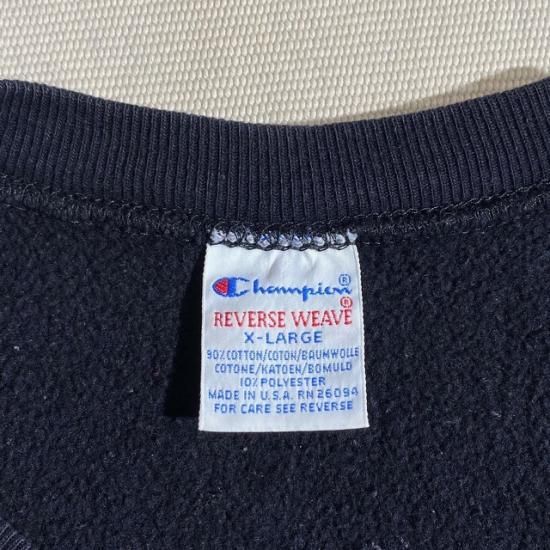 Champion®
REVERSE WEAVE®
X-LARGE
90% COTTON/COTON/BAUMWOLLE
COTONE/KATOEN/BOMULD
10% POLYESTER
MADE IN U.S.A. RN 26094
FOR CARE SEE REVERSE